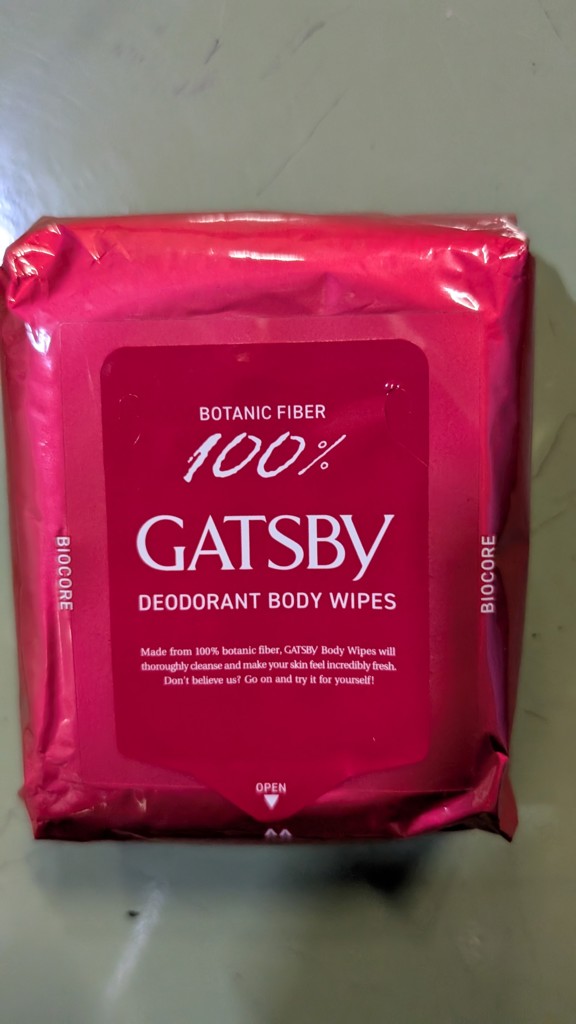 BOTANIC FIBER
100%
GATSBY
DEODORANT BODY WIPES
BIOCORE
BIOCORE
Made from 100% botanic fiber, GATSBY Body Wipes will
thoroughly cleanse and make your skin feel incredibly fresh.
Don't believe us? Go on and try it for yourself!
OPEN